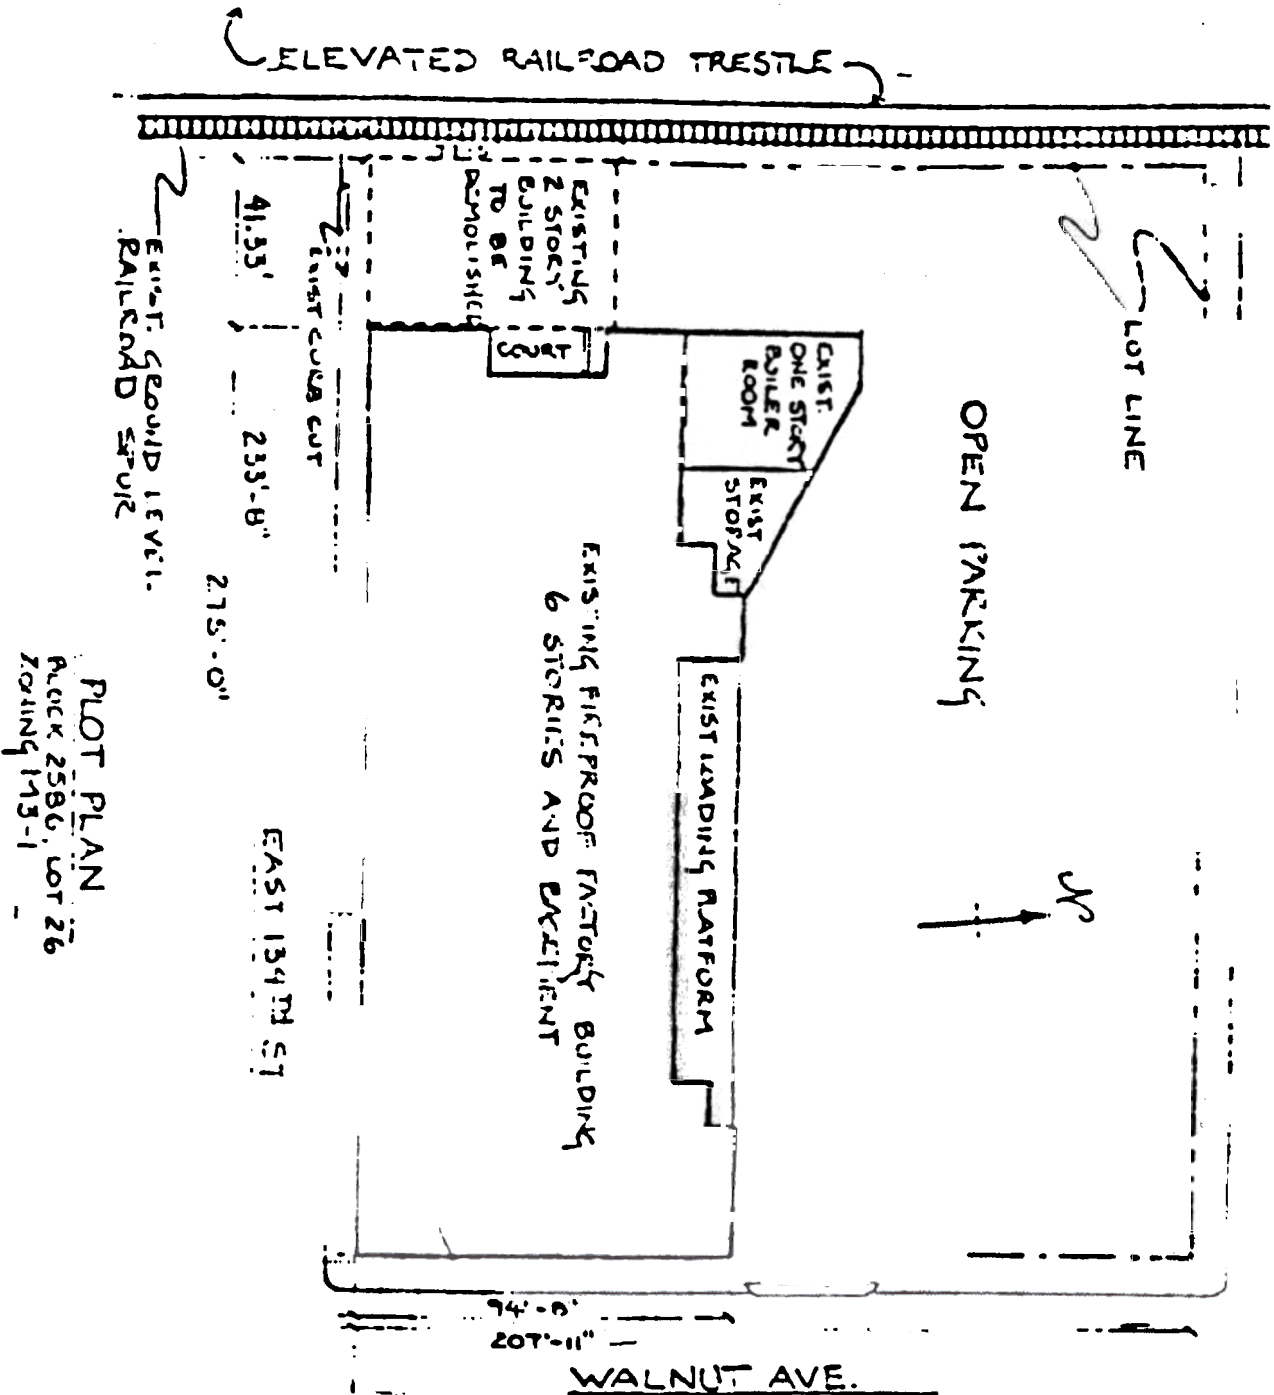 ELEVATED RAILROAD TRESTLE
EXISTING
2 STORY
BUILDING
TO BE
DEMOLISHED
41.33'
EXIST CURB CUT
EXIST. GROUND LEVEL
RAILROAD SPUR
COURT
EXIST.
ONE STORY
BOILER
ROOM
EXIST
STORAGE
LOT LINE
OPEN PARKING
233'-8"
275'-0"
EXISTING FIREPROOF FACTORY BUILDING
6 STORIES AND BASEMENT
EXIST LOADING PLATFORM
N
EAST 134TH ST
PLOT PLAN
BLOCK 2586, LOT 26
ZONING M3-1
94'-8"
207'-11"
WALNUT AVE.